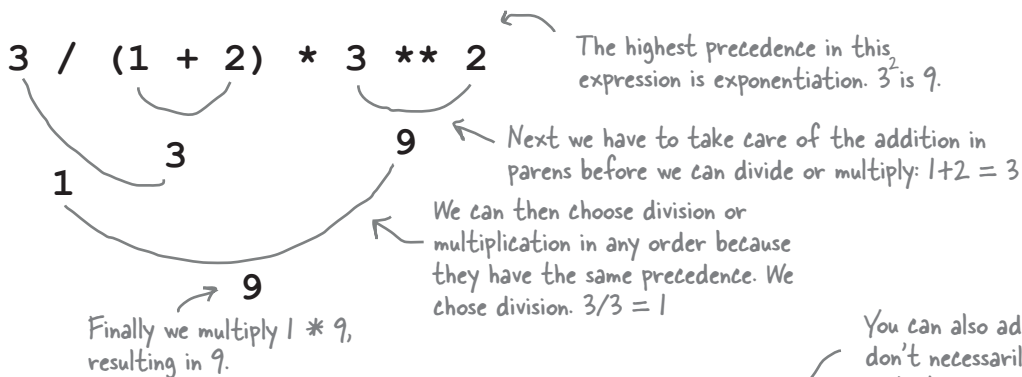 3 / (1 + 2) * 3 ** 2
The highest precedence in this
expression is exponentiation. 3² is 9.
3
9
Next we have to take care of the addition in
parens before we can divide or multiply: 1+2 = 3
1
We can then choose division or
multiplication in any order because
they have the same precedence. We
chose division. 3/3 = 1
9
Finally we multiply 1 * 9,
resulting in 9.
You can also ad
don't necessaril